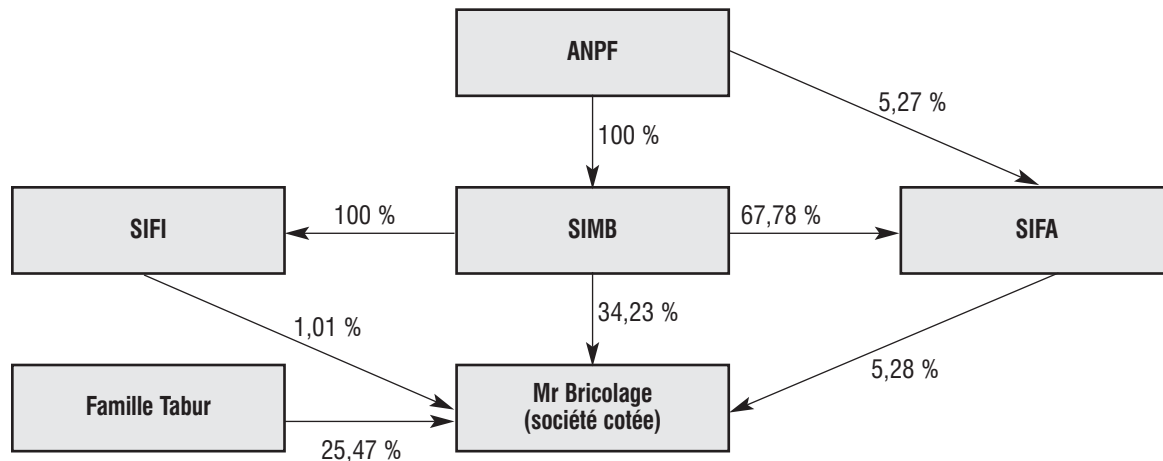 ANPF
5,27 %
100 %
SIFI
100 %
SIMB
67,78 %
SIFA
1,01 %
34,23 %
5,28 %
Famille Tabur
25,47 %
Mr Bricolage
(société cotée)